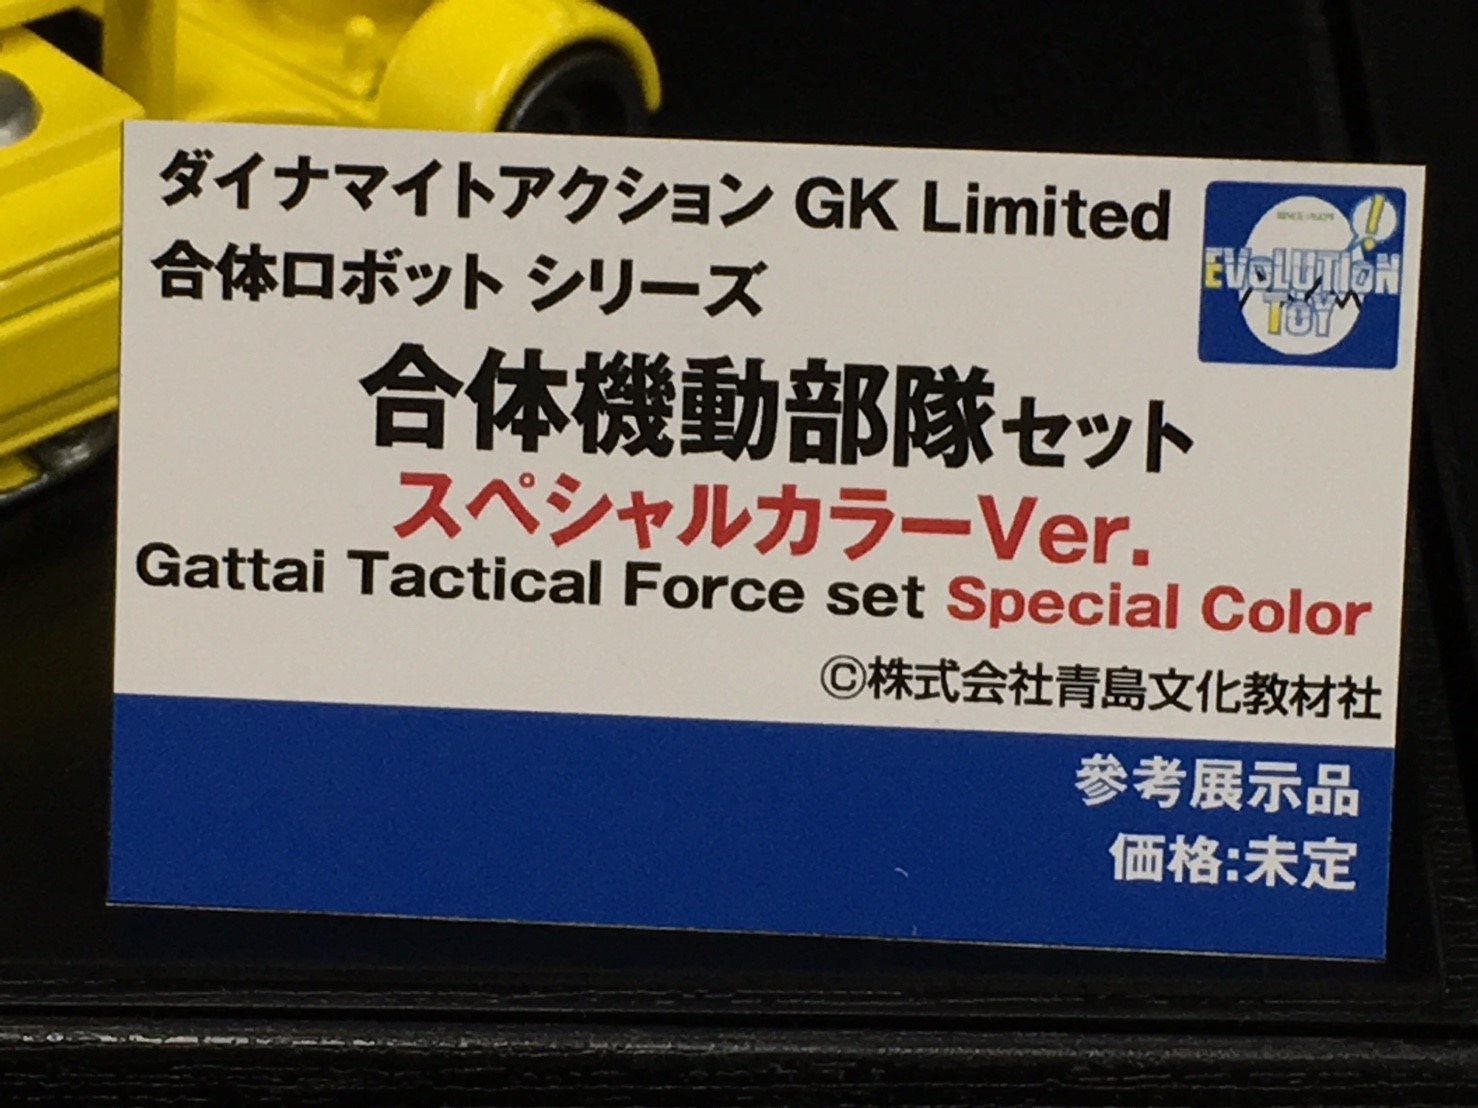 ダイナマイトアクション GK Limited
合体ロボット シリーズ
EVOLUTION
TOY
合体機動部隊セット
スペシャルカラーVer.
Gattai Tactical Force set Special Color
©株式会社青島文化教材社
参考展示品
価格:未定